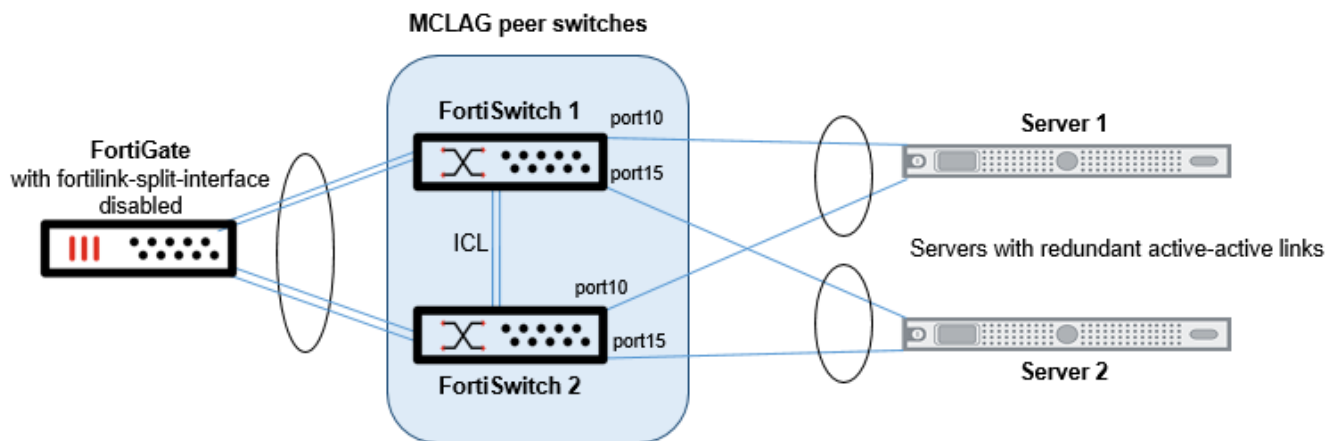 MCLAG peer switches
FortiSwitch 1
port10
port15
FortiGate
with fortilink-split-interface
disabled
ICL
port10
port15
FortiSwitch 2
Server 1
Servers with redundant active-active links
Server 2